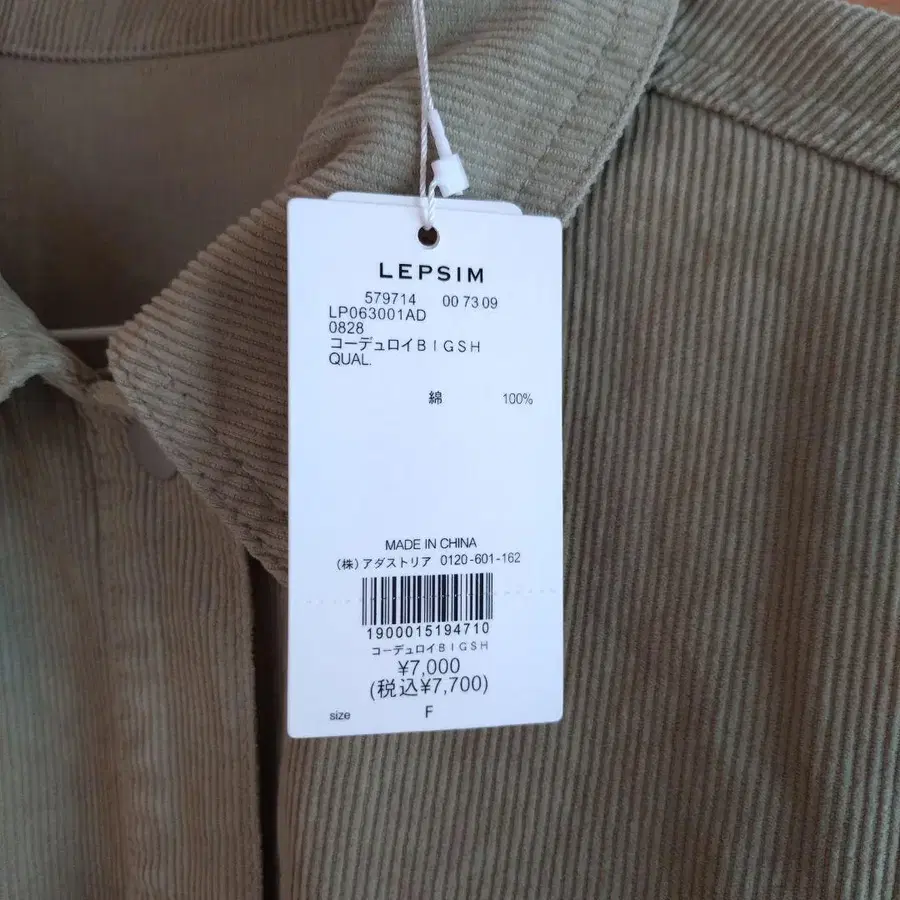 LEPSIM
579714 00 73 09
LP063001AD
0828
コーデュロイＢＩＧＳＨ
QUAL.
綿 100%
MADE IN CHINA
（株）アダストリア 0120-601-162
1900015194710
コーデュロイＢＩＧＳＨ
¥7,000
(税込¥7,700)
size F